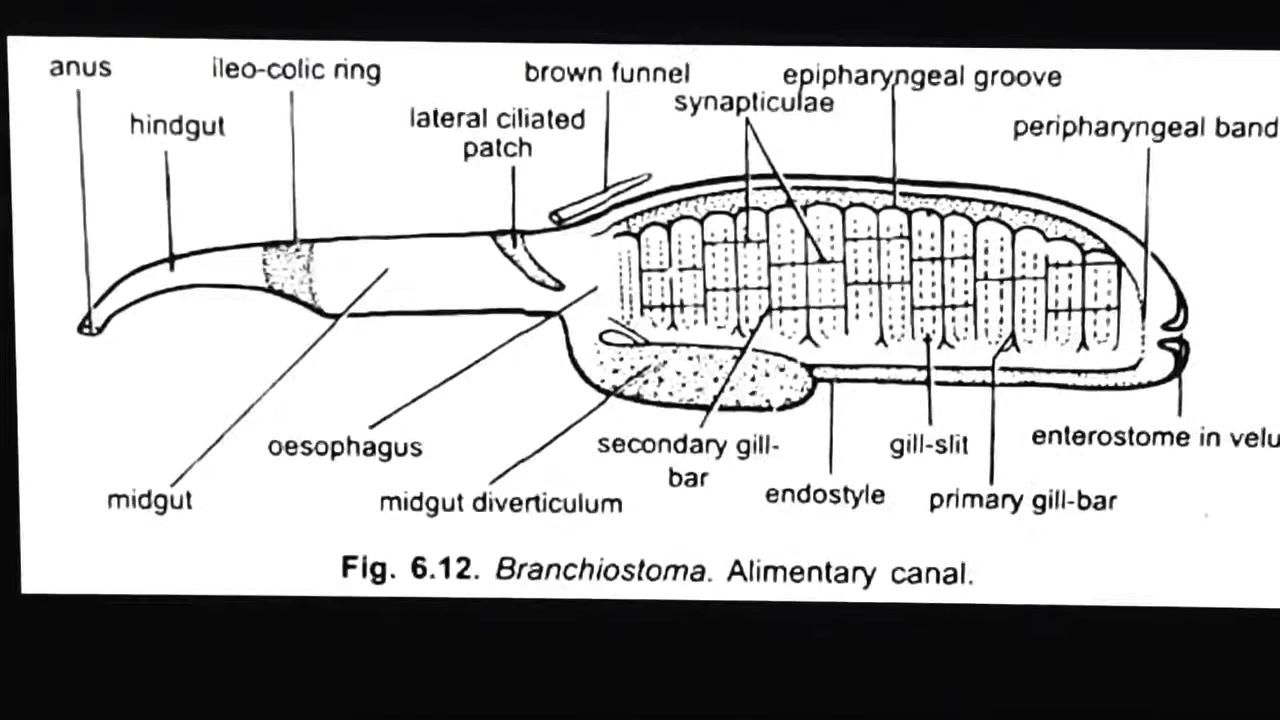 anus
ileo-colic ring
brown funnel
epipharyngeal groove
synapticulae
hindgut
lateral ciliated
patch
peripharyngeal band
oesophagus
secondary gill-
bar
gill-slit
enterostome in velu
midgut
midgut diverticulum
endostyle
primary gill-bar
Fig. 6.12. Branchiostoma. Alimentary canal.